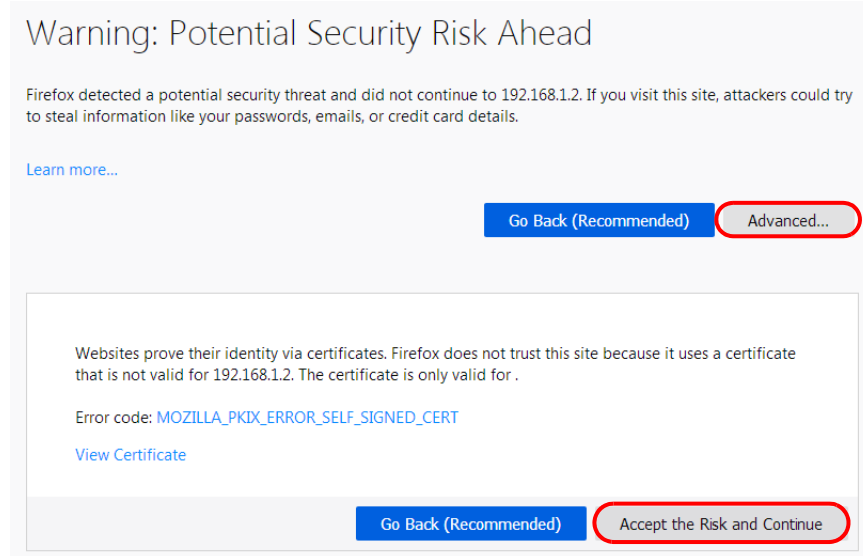 Warning: Potential Security Risk Ahead
Firefox detected a potential security threat and did not continue to 192.168.1.2. If you visit this site, attackers could try
to steal information like your passwords, emails, or credit card details.
Learn more...
Go Back (Recommended) Advanced...
Websites prove their identity via certificates. Firefox does not trust this site because it uses a certificate
that is not valid for 192.168.1.2. The certificate is only valid for .
Error code: MOZILLA_PKIX_ERROR_SELF_SIGNED_CERT
View Certificate
Go Back (Recommended) Accept the Risk and Continue